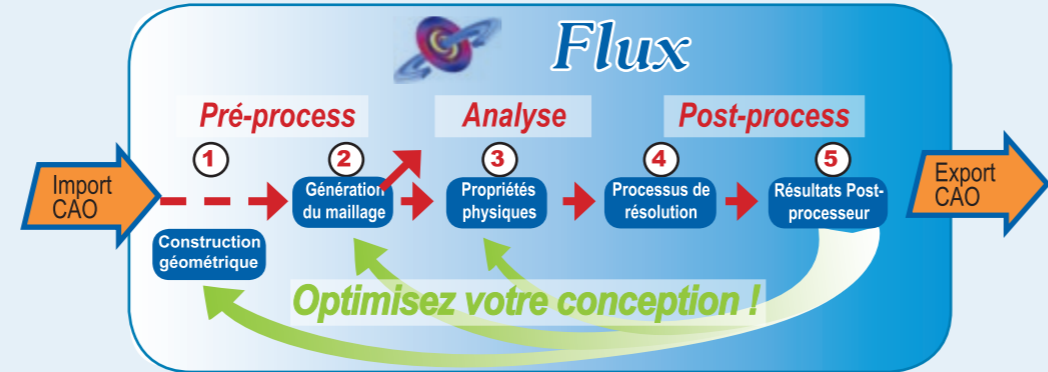 Flux
Pré-process
Analyse
Post-process
1
2
3
4
5
Import
CAO
Génération
du maillage
Propriétés
physiques
Processus de
résolution
Résultats Post-
processeur
Export
CAO
Construction
géométrique
Optimisez votre conception !